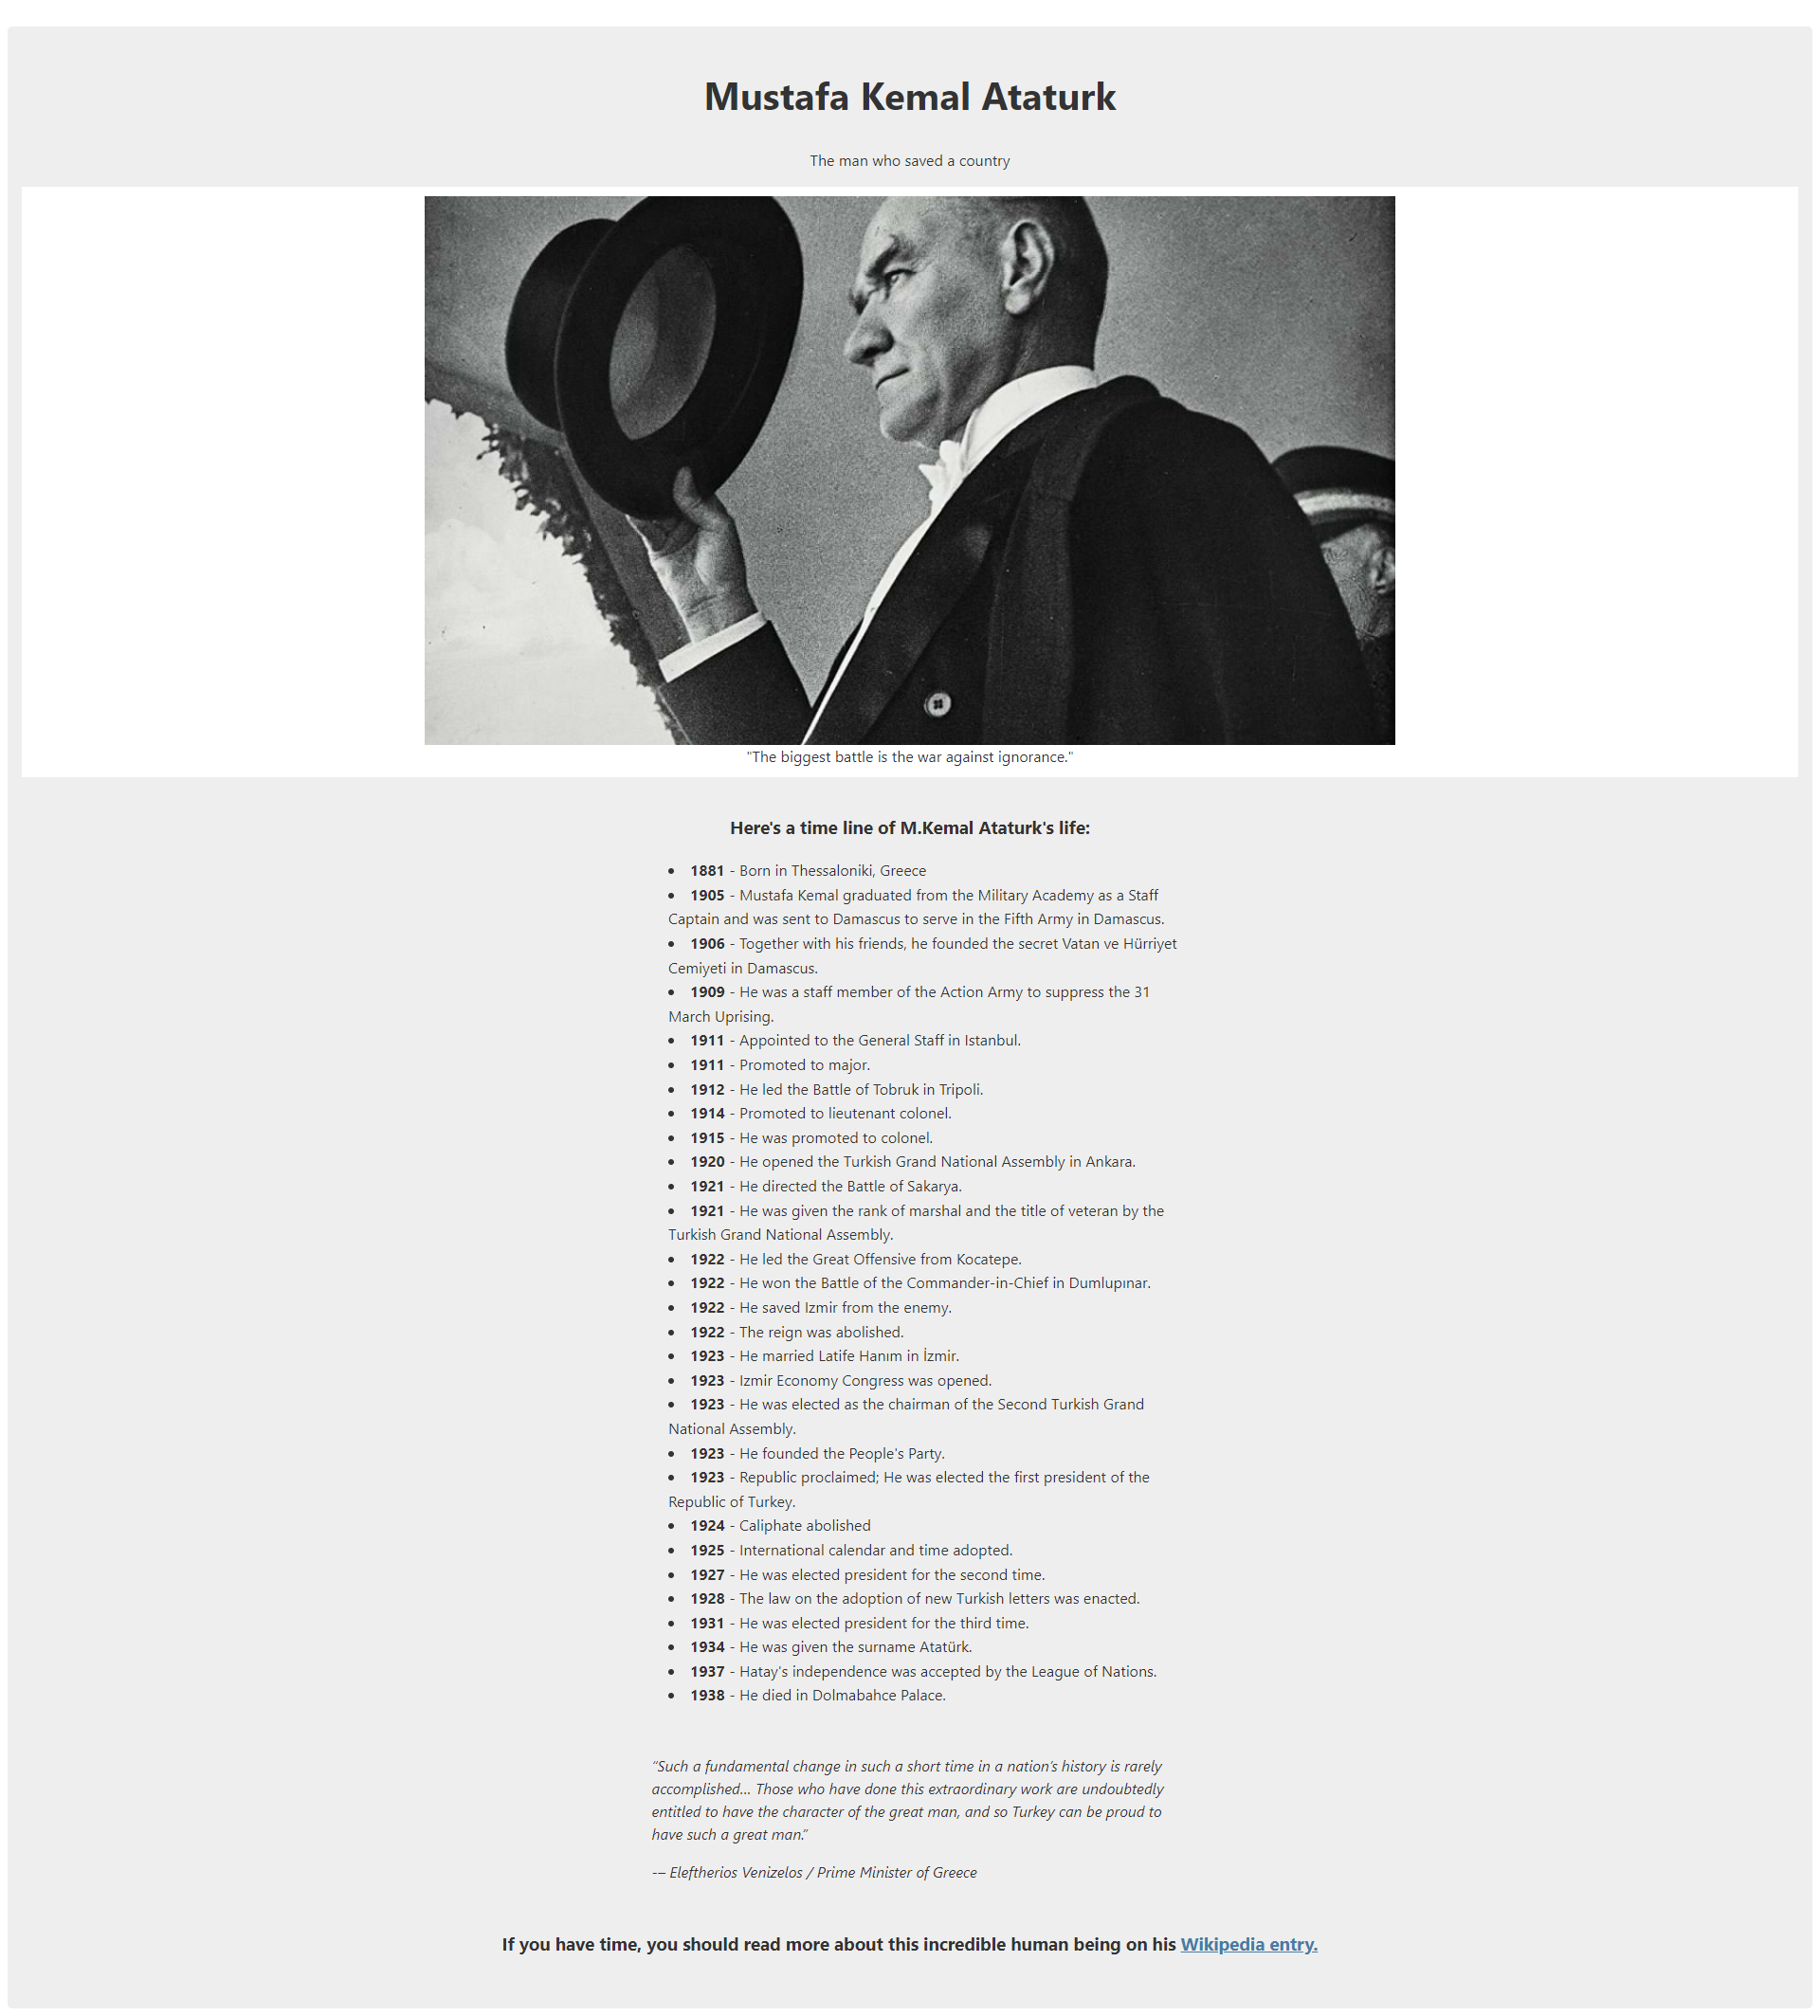 Mustafa Kemal Ataturk
The man who saved a country
"The biggest battle is the war against ignorance."
Here's a time line of M.Kemal Ataturk's life:
• 1881 - Born in Thessaloniki, Greece
• 1905 - Mustafa Kemal graduated from the Military Academy as a Staff
Captain and was sent to Damascus to serve in the Fifth Army in Damascus.
• 1906 - Together with his friends, he founded the secret Vatan ve Hürriyet
Cemiyeti in Damascus.
• 1909 - He was a staff member of the Action Army to suppress the 31
March Uprising.
• 1911 - Appointed to the General Staff in Istanbul.
• 1911 - Promoted to major.
• 1912 - He led the Battle of Tobruk in Tripoli.
• 1914 - Promoted to lieutenant colonel.
• 1915 - He was promoted to colonel.
• 1920 - He opened the Turkish Grand National Assembly in Ankara.
• 1921 - He directed the Battle of Sakarya.
• 1921 - He was given the rank of marshal and the title of veteran by the
Turkish Grand National Assembly.
• 1922 - He led the Great Offensive from Kocatepe.
• 1922 - He won the Battle of the Commander-in-Chief in Dumlupınar.
• 1922 - He saved Izmir from the enemy.
• 1922 - The reign was abolished.
• 1923 - He married Latife Hanım in İzmir.
• 1923 - Izmir Economy Congress was opened.
• 1923 - He was elected as the chairman of the Second Turkish Grand
National Assembly.
• 1923 - He founded the People's Party.
• 1923 - Republic proclaimed; He was elected the first president of the
Republic of Turkey.
• 1924 - Caliphate abolished
• 1925 - International calendar and time adopted.
• 1927 - He was elected president for the second time.
• 1928 - The law on the adoption of new Turkish letters was enacted.
• 1931 - He was elected president for the third time.
• 1934 - He was given the surname Atatürk.
• 1937 - Hatay's independence was accepted by the League of Nations.
• 1938 - He died in Dolmabahce Palace.
“Such a fundamental change in such a short time in a nation’s history is rarely
accomplished... Those who have done this extraordinary work are undoubtedly
entitled to have the character of the great man, and so Turkey can be proud to
have such a great man.”
-– Eleftherios Venizelos / Prime Minister of Greece
If you have time, you should read more about this incredible human being on his Wikipedia entry.